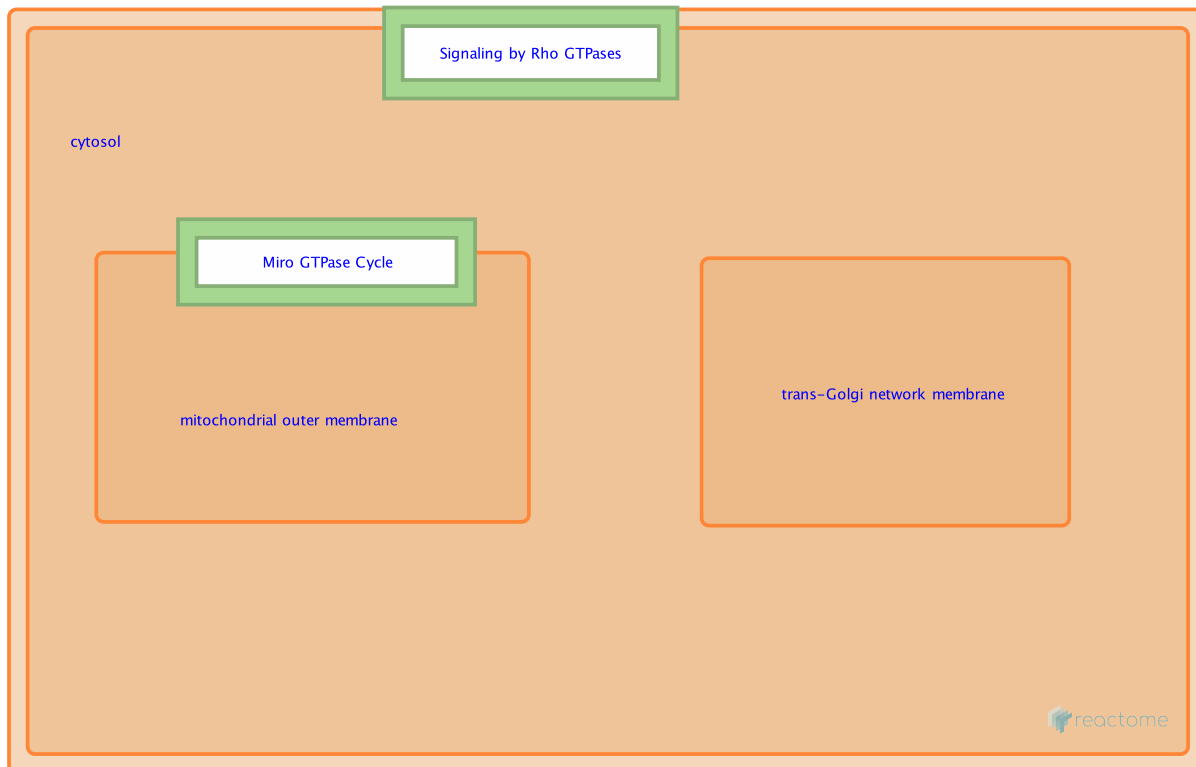 Signaling by Rho GTPases
cytosol
Miro GTPase Cycle
trans-Golgi network membrane
mitochondrial outer membrane
reactome